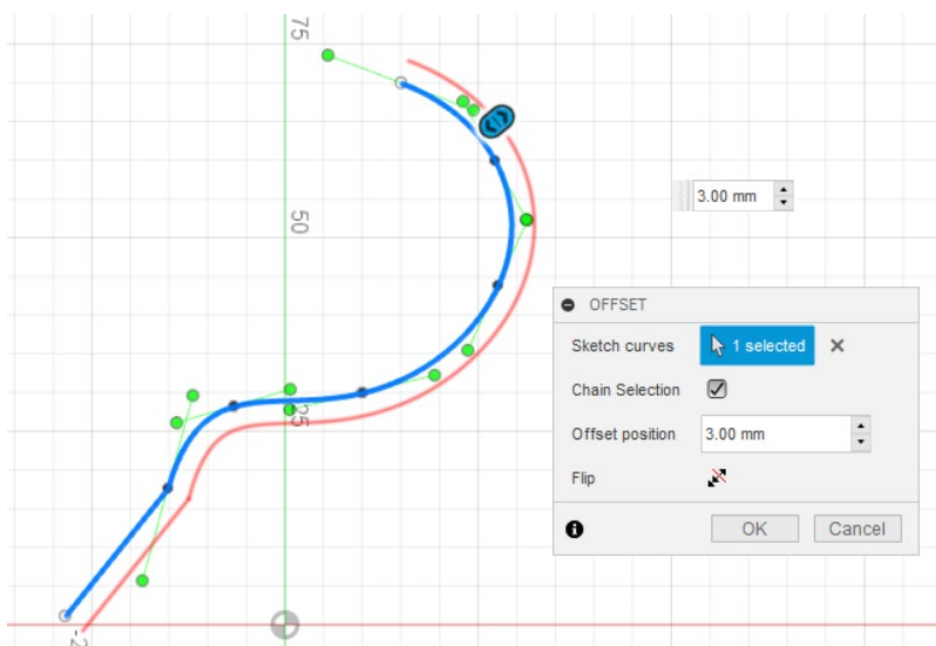 75
50
3.00 mm
OFFSET
Sketch curves
1 selected
Chain Selection
25
Offset position
3.00 mm
Flip
OK
Cancel